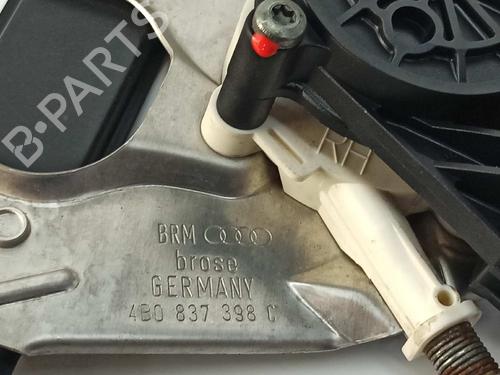 B-PARTS
RH
BRM
brose
GERMANY
4B0 837 398 C